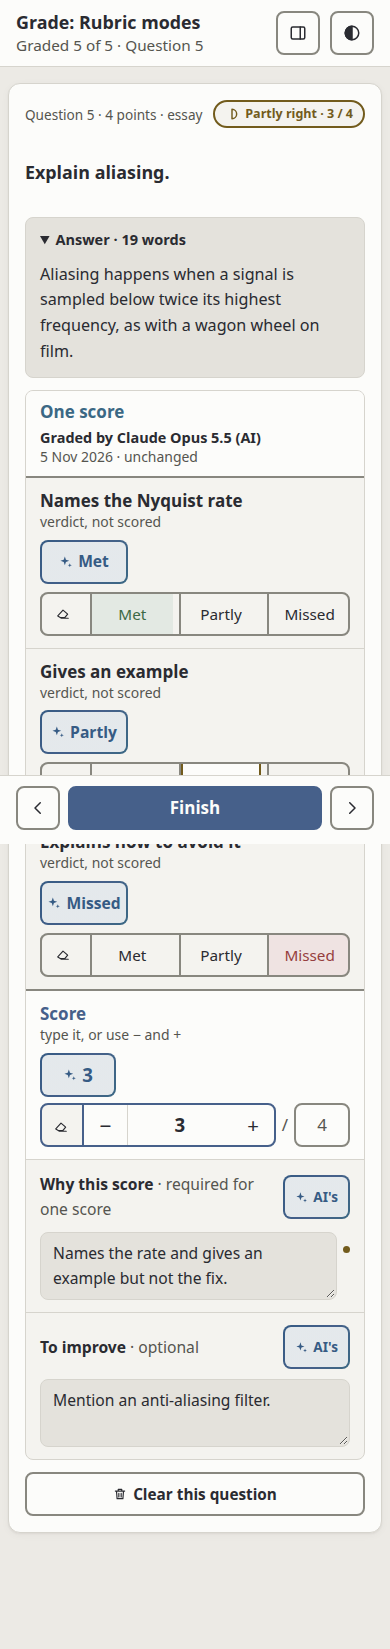 Grade: Rubric modes
Graded 5 of 5 · Question 5
Question 5 · 4 points · essay
Partly right · 3 / 4
Explain aliasing.
▼ Answer · 19 words
Aliasing happens when a signal is
sampled below twice its highest
frequency, as with a wagon wheel on
film.
One score
Graded by Claude Opus 5.5 (AI)
5 Nov 2026 · unchanged
Names the Nyquist rate
verdict, not scored
Met
Met Partly Missed
Gives an example
verdict, not scored
Partly
Finish
Explains how to avoid it
verdict, not scored
Missed
Met Partly Missed
Score
type it, or use − and +
3
− 3 + / 4
Why this score · required for
one score
AI's
Names the rate and gives an
example but not the fix.
To improve · optional
AI's
Mention an anti-aliasing filter.
Clear this question